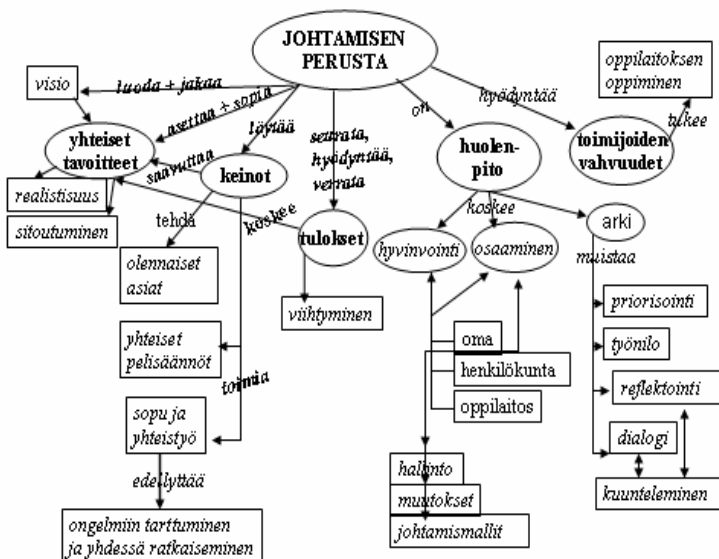 JOHTAMISEN
PERUSTA
visio
luoda + jakaa
asettaa + sopia
löytää
seurata,
hyödyntää,
verrata
on
hyödyntää
oppilaitoksen
oppiminen
tukee
yhteiset
tavoitteet
saavuttaa
keinot
huolen-
pito
toimijoiden
vahvuudet
realistisuus
sitoutuminen
tehdä
koskee
tulokset
koskee
arki
muistaa
hyvinvointi
osaaminen
olennaiset
asiat
viihtyminen
priorisointi
yhteiset
pelisäännöt
oma
työnilo
henkilökunta
reflektointi
toimia
oppilaitos
sopu ja
yhteistyö
dialogi
edellyttää
hallinto
kuunteleminen
muutokset
johtamismallit
ongelmiin tarttuminen
ja yhdessä ratkaiseminen